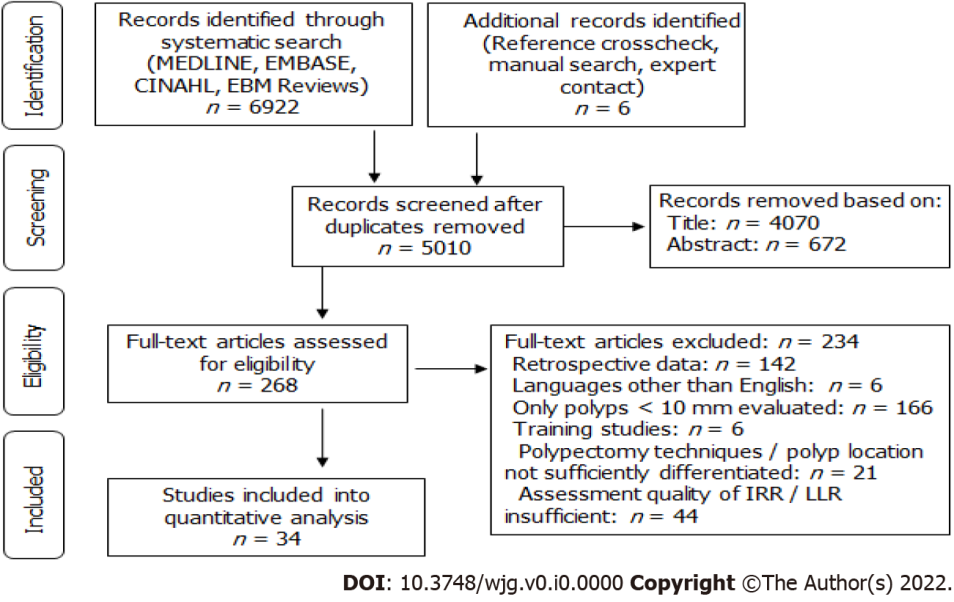 Identification
Records identified through
systematic search
(MEDLINE, EMBASE,
CINAHL, EBM Reviews)
n = 6922
Additional records identified
(Reference crosscheck,
manual search, expert
contact)
n = 6
Screening
Records screened after
duplicates removed
n = 5010
Records removed based on:
Title: n = 4070
Abstract: n = 672
Eligibility
Full-text articles assessed
for eligibility
n = 268
Full-text articles excluded: n = 234
Retrospective data: n = 142
Languages other than English: n = 6
Only polyps < 10 mm evaluated: n = 166
Training studies: n = 6
Polypectomy techniques / polyp location
not sufficiently differentiated: n = 21
Assessment quality of IRR / LLR
insufficient: n = 44
Included
Studies included into
quantitative analysis
n = 34
DOI: 10.3748/wjg.v0.i0.0000 Copyright ©The Author(s) 2022.